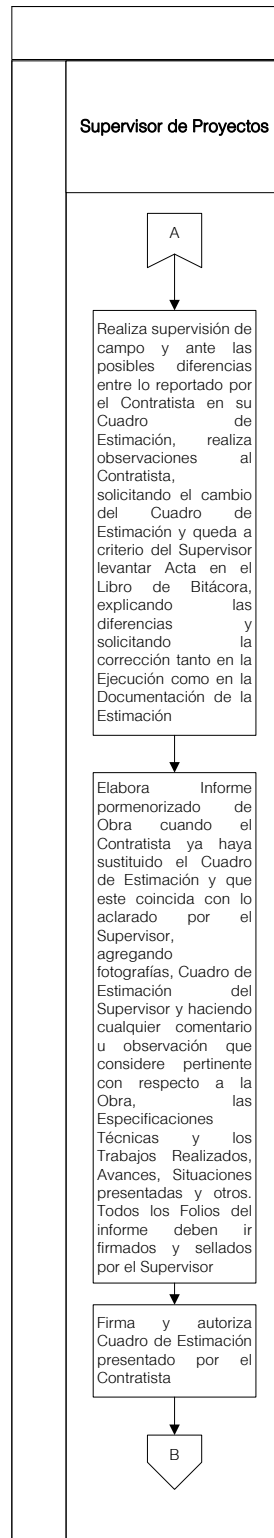 Supervisor de Proyectos
A
Realiza supervisión de
campo y ante las
posibles diferencias
entre lo reportado por
el Contratista en su
Cuadro de
Estimación, realiza
observaciones al
Contratista,
solicitando el cambio
del Cuadro de
Estimación y queda a
criterio del Supervisor
levantar Acta en el
Libro de Bitácora,
explicando las
diferencias y
solicitando la
corrección tanto en la
Ejecución como en la
Documentación de la
Estimación
Elabora Informe
pormenorizado de
Obra cuando el
Contratista ya haya
sustituido el Cuadro
de Estimación y que
este coincida con lo
aclarado por el
Supervisor,
agregando
fotografías, Cuadro de
Estimación del
Supervisor y haciendo
cualquier comentario
u observación que
considere pertinente
con respecto a la
Obra, las
Especificaciones
Técnicas y los
Trabajos Realizados,
Avances, Situaciones
presentadas y otros.
Todos los Folios del
informe deben ir
firmados y sellados
por el Supervisor
Firma y autoriza
Cuadro de Estimación
presentado por el
Contratista
B